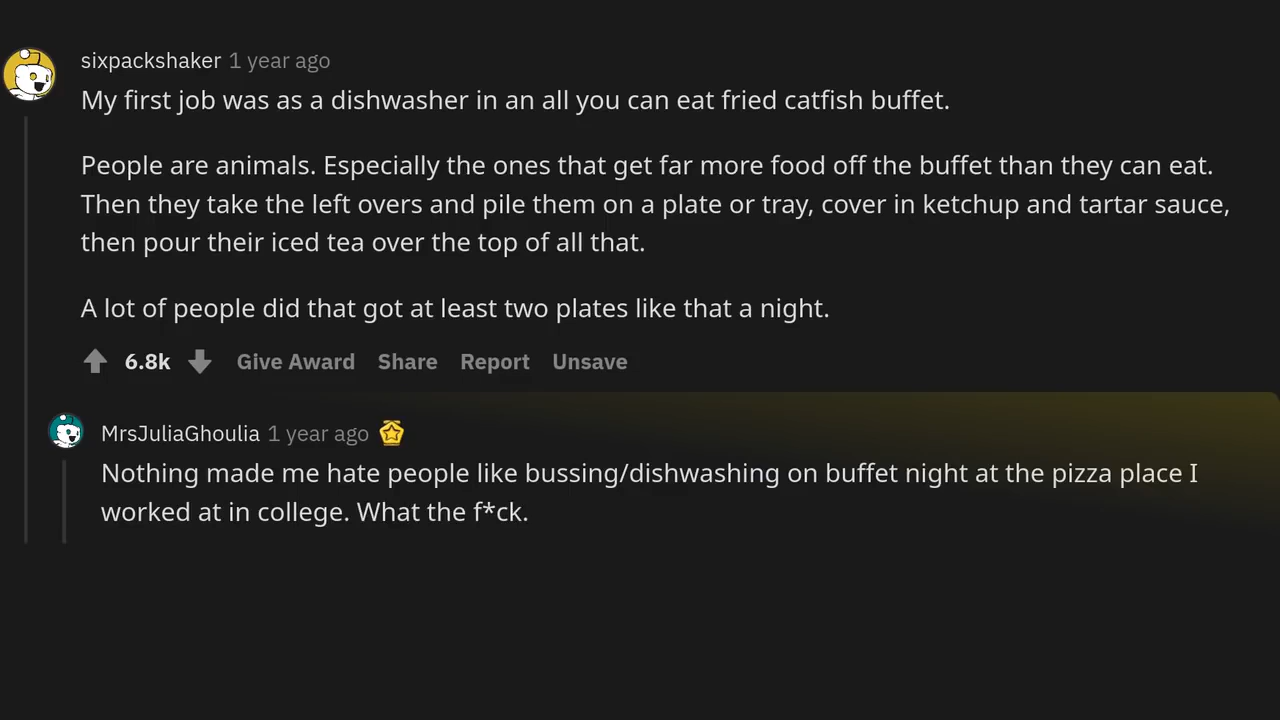 sixpackshaker 1 year ago
My first job was as a dishwasher in an all you can eat fried catfish buffet.
People are animals. Especially the ones that get far more food off the buffet than they can eat.
Then they take the left overs and pile them on a plate or tray, cover in ketchup and tartar sauce,
then pour their iced tea over the top of all that.
A lot of people did that got at least two plates like that a night.
6.8k Give Award Share Report Unsave
MrsJuliaGhoulia 1 year ago
Nothing made me hate people like bussing/dishwashing on buffet night at the pizza place I
worked at in college. What the f*ck.